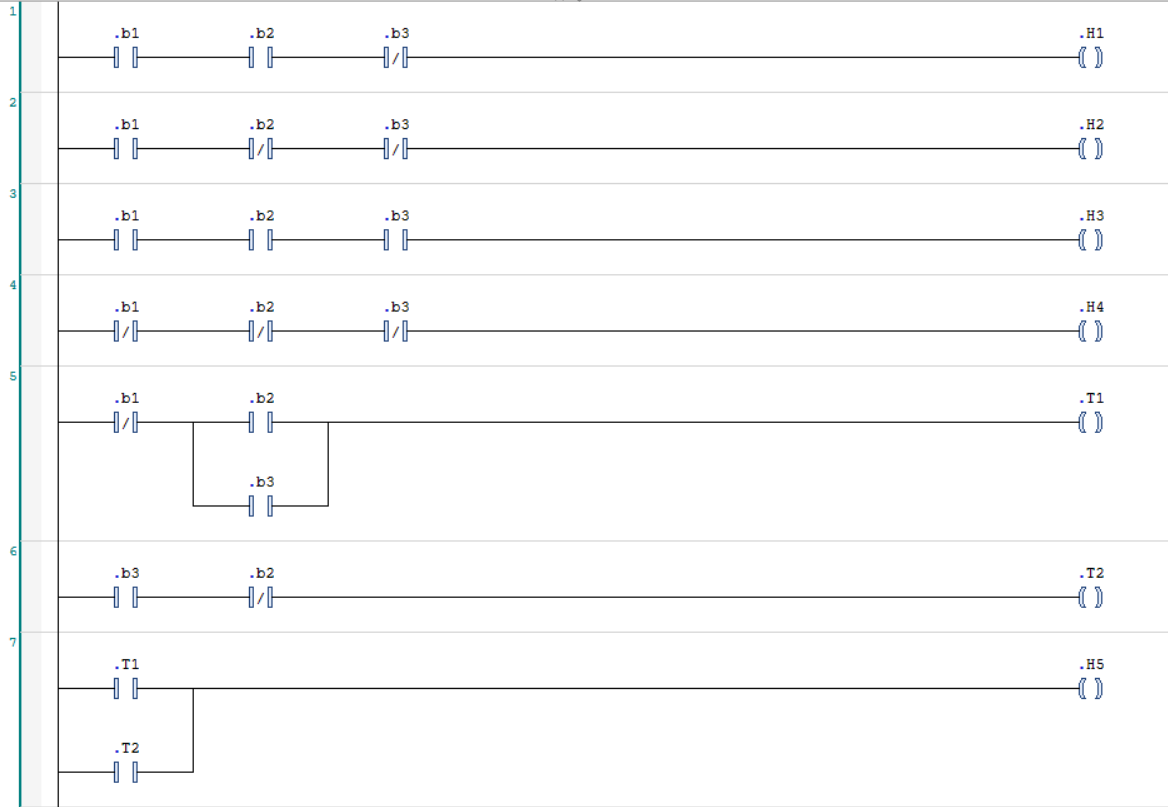 1
.b1 .b2 .b3 .H1
/
2
.b1 .b2 .b3 .H2
/ /
3
.b1 .b2 .b3 .H3
4
.b1 .b2 .b3 .H4
/ / /
5
.b1 .b2 .T1
/
.b3
6
.b3 .b2 .T2
/
7
.T1 .H5
.T2